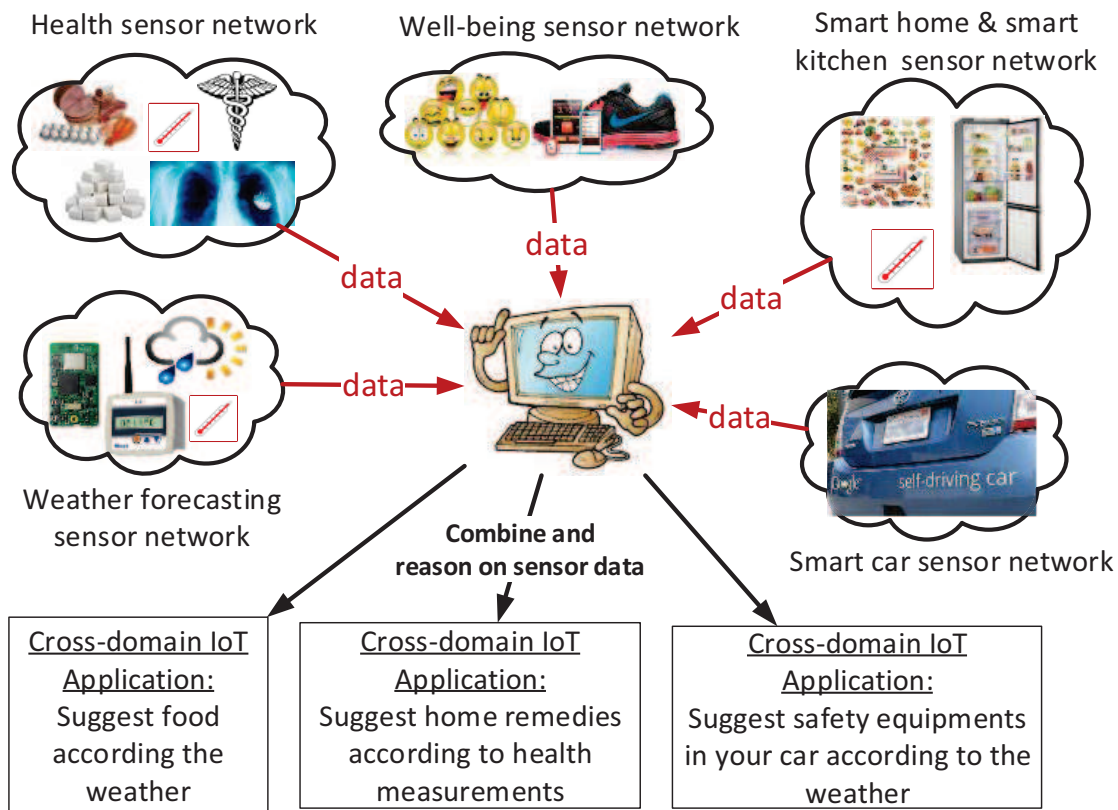 Health sensor network
Well-being sensor network
Smart home & smart
kitchen sensor network
data
data
data
data
data
Weather forecasting
sensor network
self-driving car
Smart car sensor network
Combine and
reason on sensor data
Cross-domain IoT
Application:
Suggest food
according the
weather
Cross-domain IoT
Application:
Suggest home remedies
according to health
measurements
Cross-domain IoT
Application:
Suggest safety equipments
in your car according to the
weather